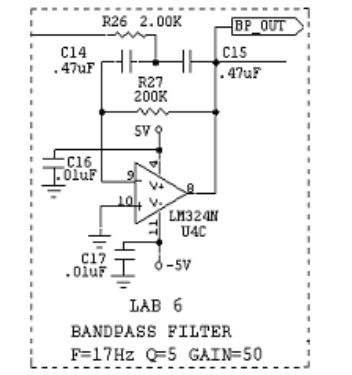 R26 2.00K
BP_OUT
C14
.47uF
C15
.47uF
R27
200K
5V
C16
.01uF
4
9
V+
8
10
V-
LM324N
U4C
11
C17
.01uF
-5V
LAB 6
BANDPASS FILTER
F=17Hz Q=5 GAIN=50